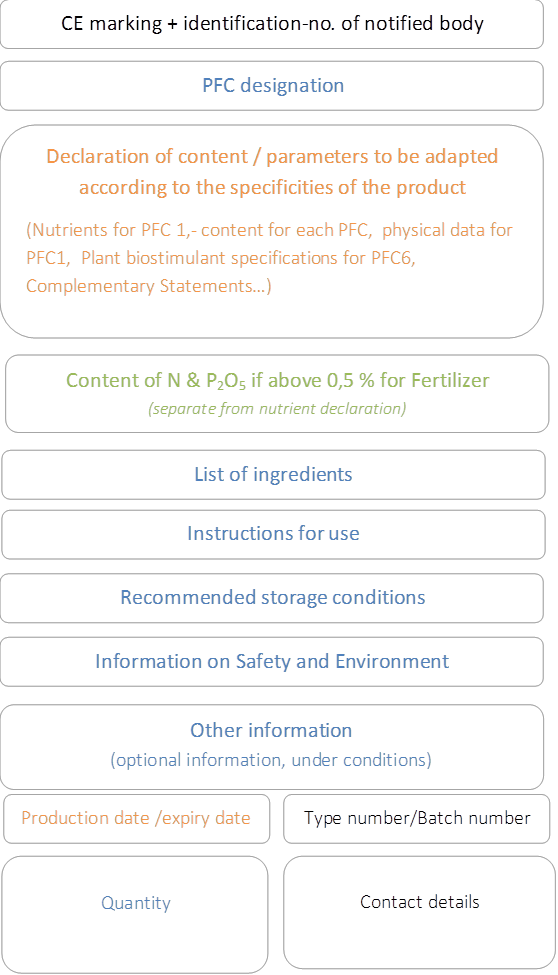 CE marking + identification-no. of notified body
PFC designation
Declaration of content / parameters to be adapted
according to the specificities of the product
(Nutrients for PFC 1,- content for each PFC, physical data for
PFC1, Plant biostimulant specifications for PFC6,
Complementary Statements…)
Content of N & P₂O₅ if above 0,5 % for Fertilizer
(separate from nutrient declaration)
List of ingredients
Instructions for use
Recommended storage conditions
Information on Safety and Environment
Other information
(optional information, under conditions)
Production date /expiry date
Type number/Batch number
Quantity
Contact details